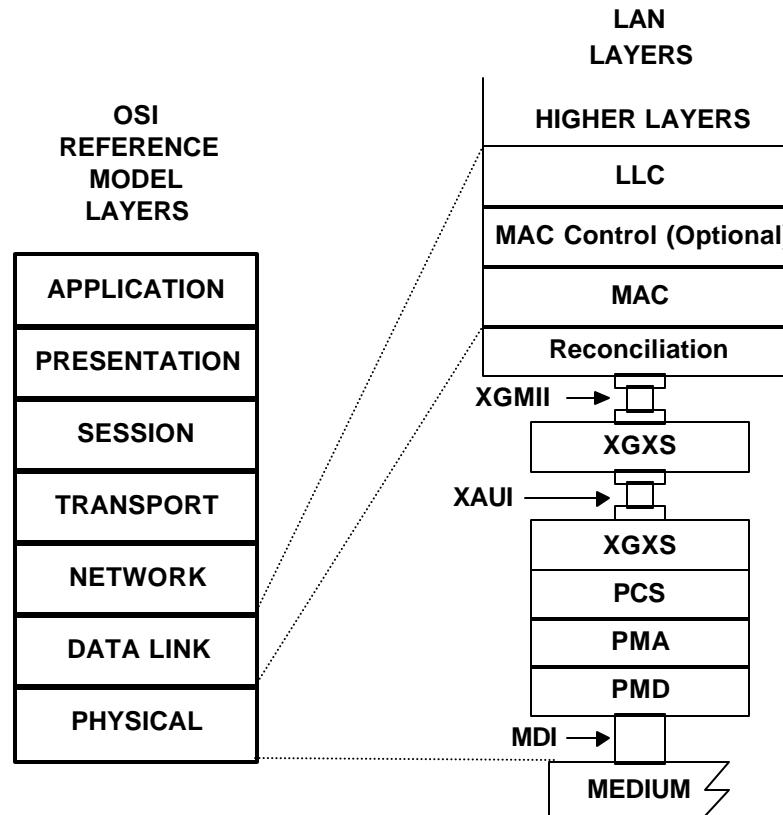 OSI
REFERENCE
MODEL
LAYERS
APPLICATION
PRESENTATION
SESSION
TRANSPORT
NETWORK
DATA LINK
PHYSICAL
LAN
LAYERS
HIGHER LAYERS
LLC
MAC Control (Optional)
MAC
Reconciliation
XGMII
XGXS
XAUI
XGXS
PCS
PMA
PMD
MDI
MEDIUM